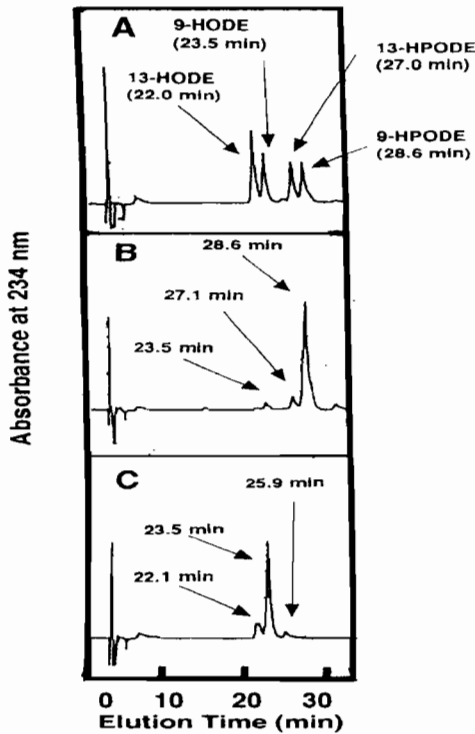 A
9-HODE
(23.5 min)
13-HPODE
(27.0 min)
13-HODE
(22.0 min)
9-HPODE
(28.6 min)
B
28.6 min
27.1 min
23.5 min
C
25.9 min
23.5 min
22.1 min
Absorbance at 234 nm
0 10 20 30
Elution Time (min)